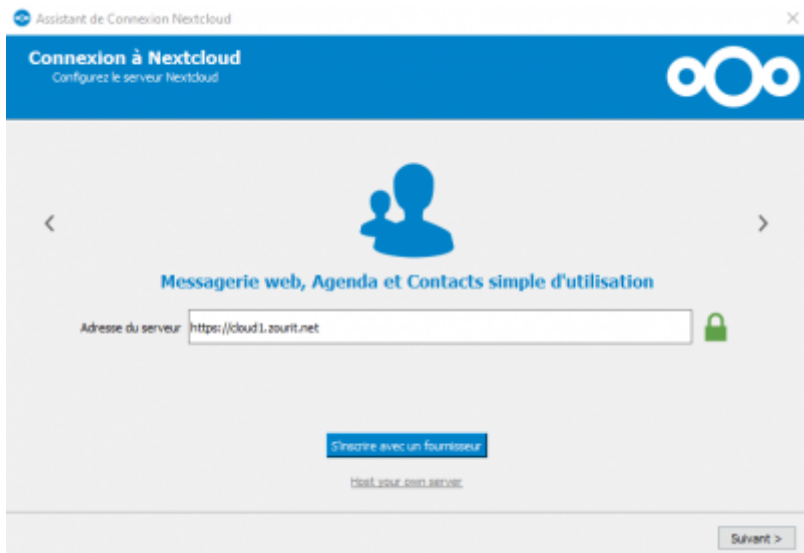 Assistant de Connexion Nextcloud
Connexion à Nextcloud
Configurez le serveur Nextcloud
Messagerie web, Agenda et Contacts simple d'utilisation
Adresse du serveur https://cloud1.zourit.net
S'inscrire avec un fournisseur
Host your own server
Suivant >